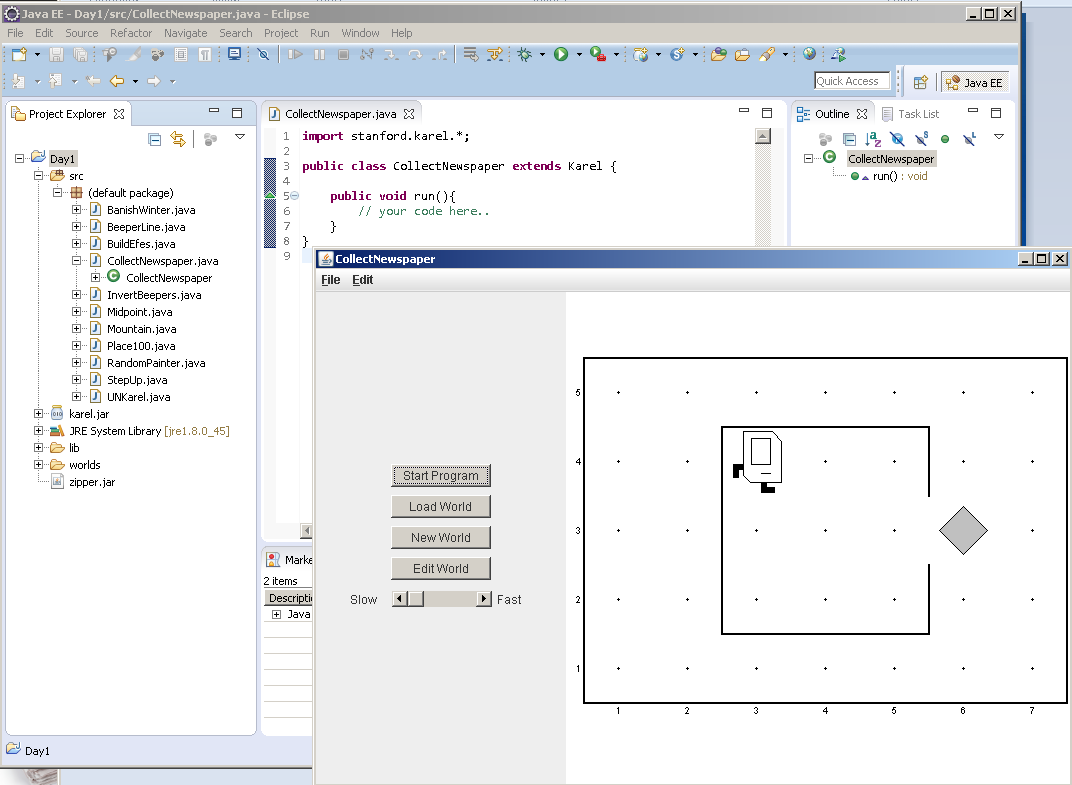 Java EE - Day1/src/CollectNewspaper.java - Eclipse
File Edit Source Refactor Navigate Search Project Run Window Help
Quick Access
Java EE
Project Explorer
Day1
src
(default package)
BanishWinter.java
BeeperLine.java
BuildEfes.java
CollectNewspaper.java
CollectNewspaper
InvertBeepers.java
Midpoint.java
Mountain.java
Place100.java
RandomPainter.java
StepUp.java
UNKarel.java
karel.jar
JRE System Library [jre1.8.0_45]
lib
worlds
zipper.jar
CollectNewspaper.java
1 import stanford.karel.*;
2
3 public class CollectNewspaper extends Karel {
4
5 public void run(){
6 // your code here..
7 }
8 }
9
Outline Task List
CollectNewspaper
run() : void
Marke
2 items
Descriptio
Java
CollectNewspaper
File Edit
Start Program
Load World
New World
Edit World
Slow Fast
5
4
3
2
1
1 2 3 4 5 6 7
Day1